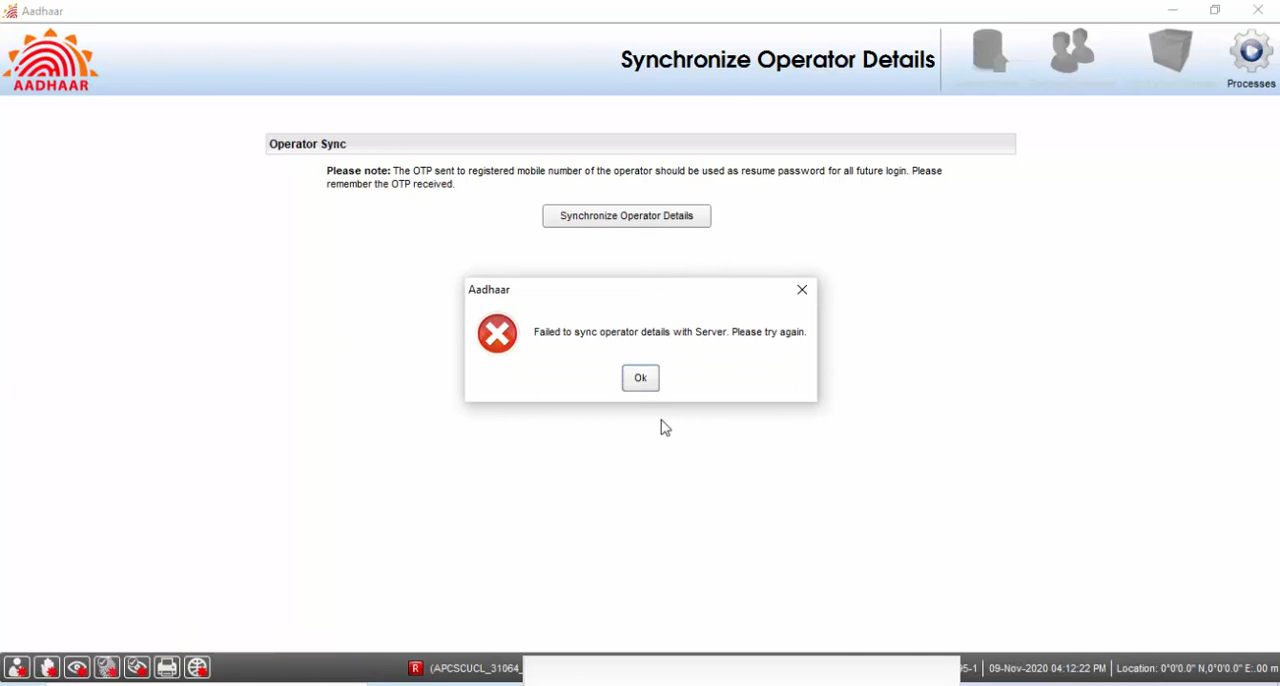 Aadhaar
AADHAAR
Synchronize Operator Details
Processes
Operator Sync
Please note: The OTP sent to registered mobile number of the operator should be used as resume password for all future login. Please
remember the OTP received.
Synchronize Operator Details
Aadhaar
Failed to sync operator details with Server. Please try again.
Ok
R (APCSCUCL_31064_ 5-1 09-Nov-2020 04:12:22 PM Location: 0°0'0.0" N,0°0'0.0" E:.00 m